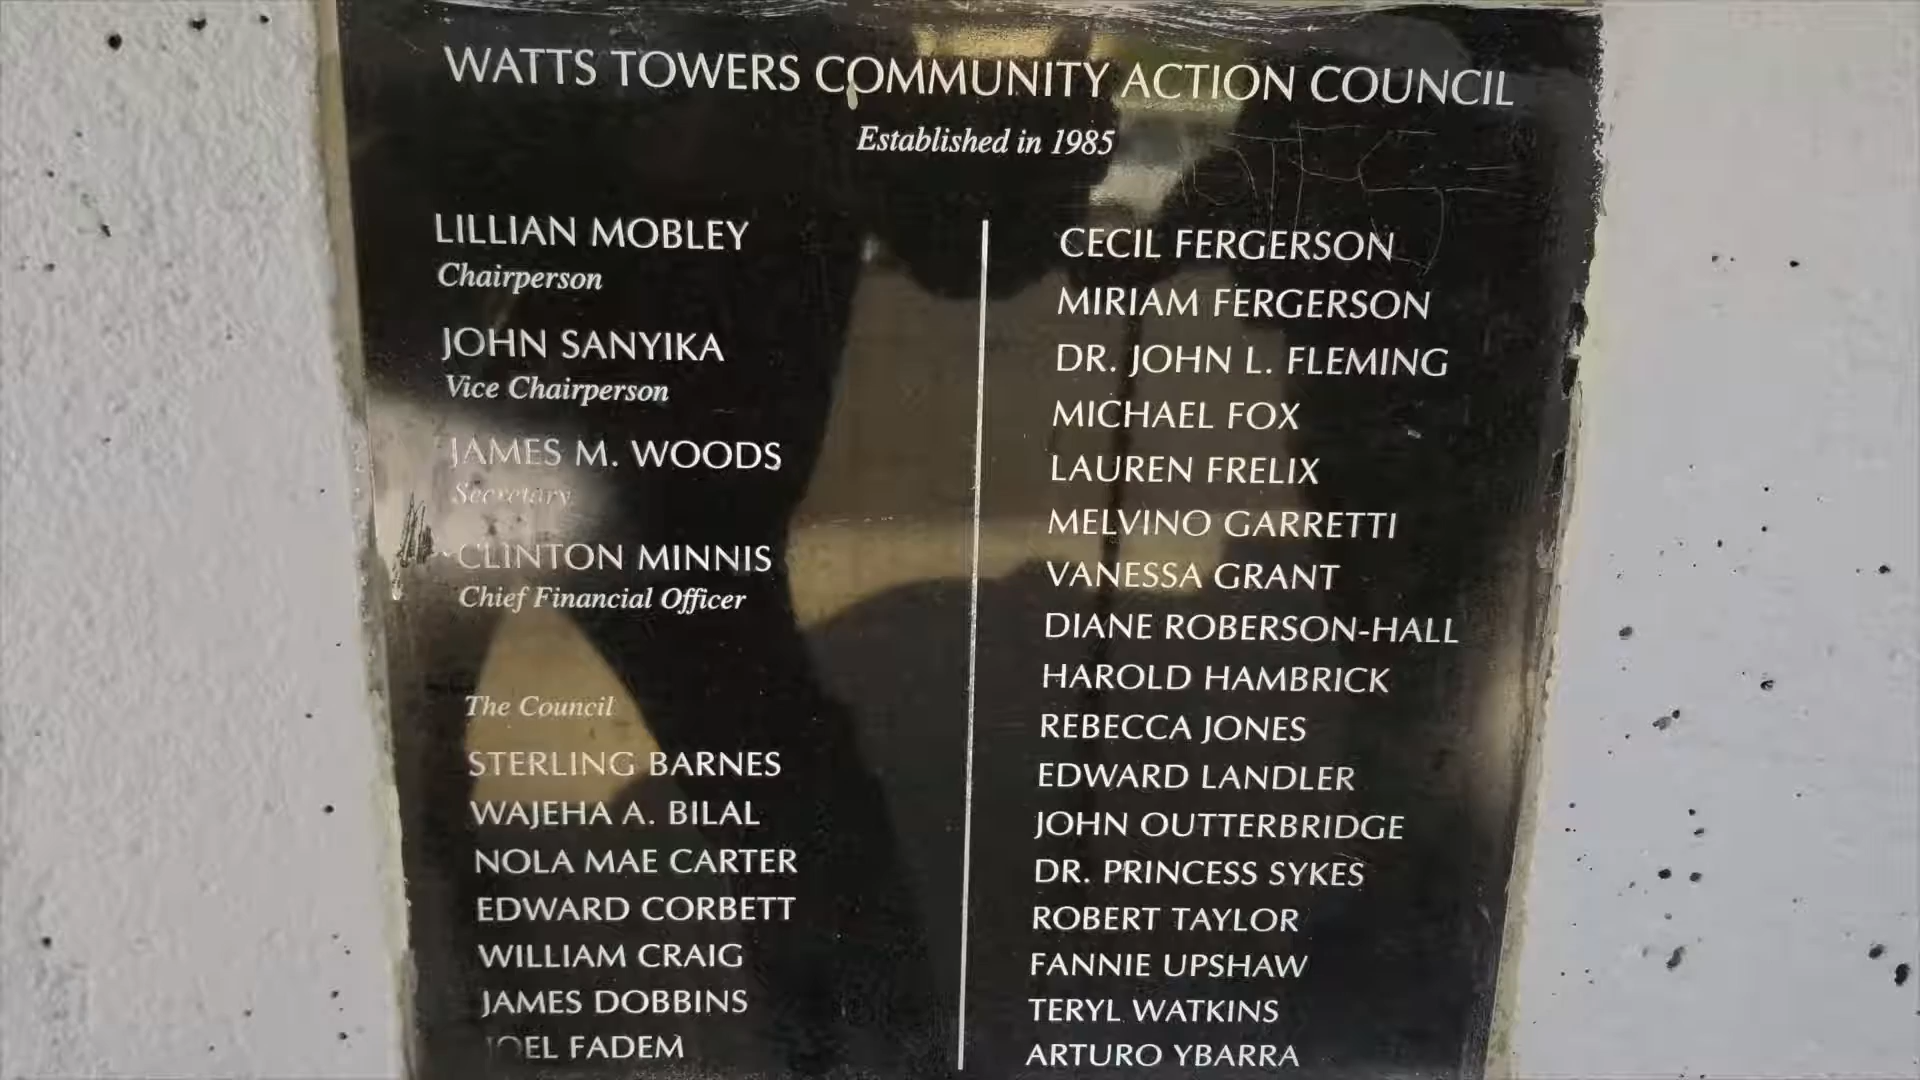 WATTS TOWERS COMMUNITY ACTION COUNCIL
Established in 1985
LILLIAN MOBLEY
Chairperson
JOHN SANYIKA
Vice Chairperson
JAMES M. WOODS
Secretary
CLINTON MINNIS
Chief Financial Officer
The Council
STERLING BARNES
WAJEHA A. BILAL
NOLA MAE CARTER
EDWARD CORBETT
WILLIAM CRAIG
JAMES DOBBINS
JOEL FADEM
CECIL FERGERSON
MIRIAM FERGERSON
DR. JOHN L. FLEMING
MICHAEL FOX
LAUREN FRELIX
MELVINO GARRETTI
VANESSA GRANT
DIANE ROBERSON-HALL
HAROLD HAMBRICK
REBECCA JONES
EDWARD LANDLER
JOHN OUTTERBRIDGE
DR. PRINCESS SYKES
ROBERT TAYLOR
FANNIE UPSHAW
TERYL WATKINS
ARTURO YBARRA